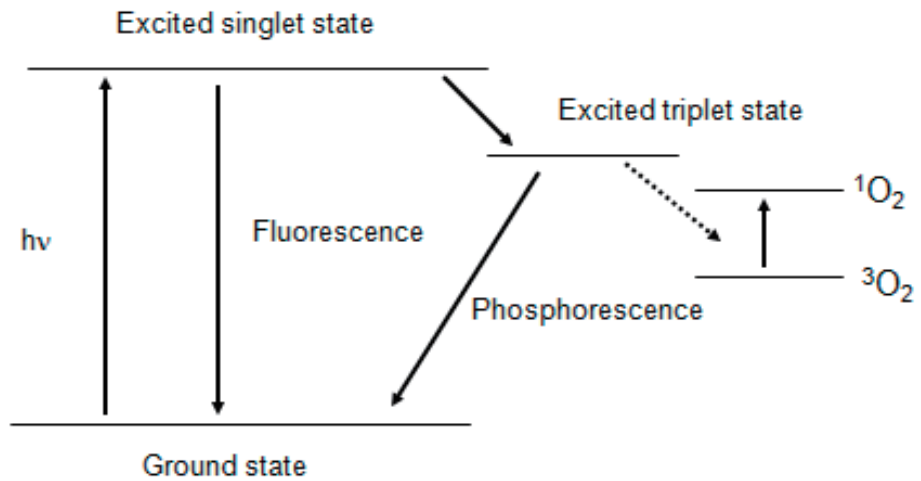 Excited singlet state
Excited triplet state
¹O₂
hν
Fluorescence
³O₂
Phosphorescence
Ground state